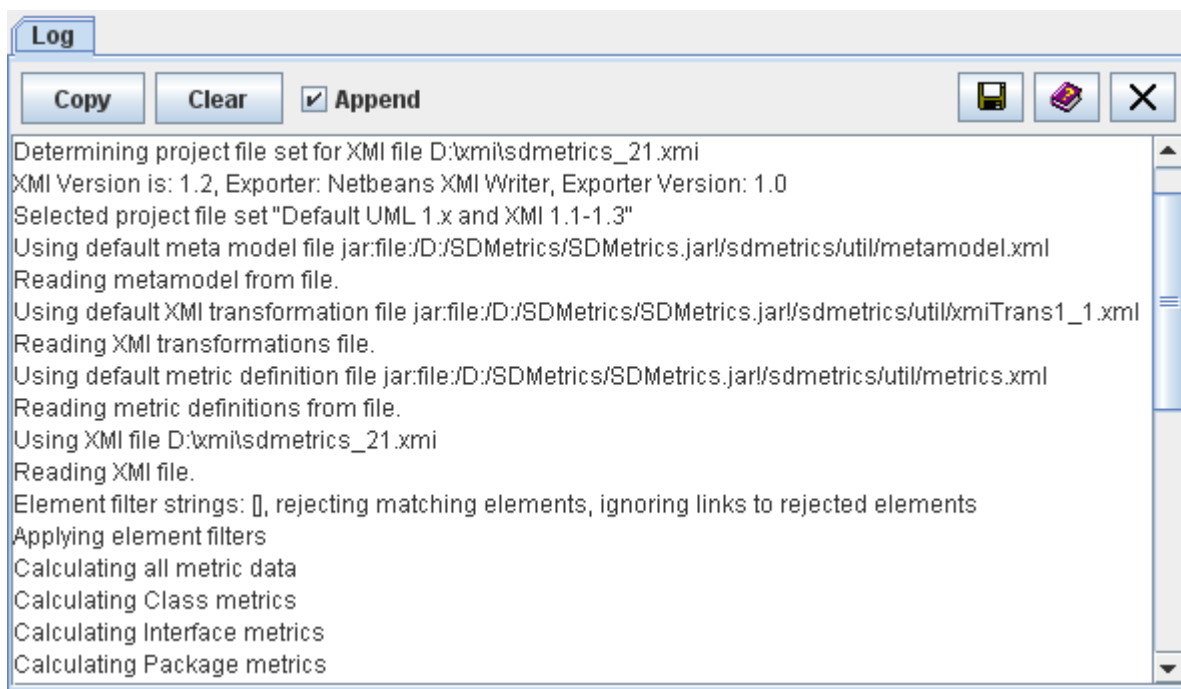 Log
Copy Clear Append
Determining project file set for XMI file D:\xmi\sdmetrics_21.xmi
XMI Version is: 1.2, Exporter: Netbeans XMI Writer, Exporter Version: 1.0
Selected project file set "Default UML 1.x and XMI 1.1-1.3"
Using default meta model file jar:file:/D:/SDMetrics/SDMetrics.jar!/sdmetrics/util/metamodel.xml
Reading metamodel from file.
Using default XMI transformation file jar:file:/D:/SDMetrics/SDMetrics.jar!/sdmetrics/util/xmiTrans1_1.xml
Reading XMI transformations file.
Using default metric definition file jar:file:/D:/SDMetrics/SDMetrics.jar!/sdmetrics/util/metrics.xml
Reading metric definitions from file.
Using XMI file D:\xmi\sdmetrics_21.xmi
Reading XMI file.
Element filter strings: [], rejecting matching elements, ignoring links to rejected elements
Applying element filters
Calculating all metric data
Calculating Class metrics
Calculating Interface metrics
Calculating Package metrics